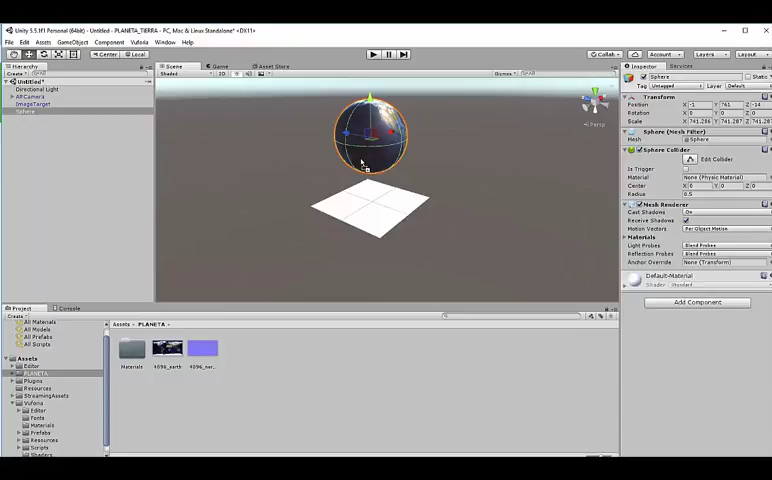 Unity 5.5.1f1 Personal (64bit) - Untitled - PLANETA_TIERRA - PC, Mac & Linux Standalone* <DX11>
File Edit Assets GameObject Component Vuforia Window Help
Center Local Collab Account Layers Layout
Hierarchy
Create
Untitled*
Directional Light
ARCamera
ImageTarget
Sphere
Scene Game Asset Store
Shaded 2D Gizmos
Persp
Inspector Services
Sphere Static
Tag Untagged Layer Default
Transform
Position X -1 Y 761 Z -14
Rotation X 0 Y 0 Z 0
Scale X 741.286 Y 741.287 Z 741.287
Sphere (Mesh Filter)
Mesh Sphere
Sphere Collider
Edit Collider
Is Trigger
Material None (Physic Material)
Center X 0 Y 0 Z 0
Radius 0.5
Mesh Renderer
Cast Shadows On
Receive Shadows
Motion Vectors Per Object Motion
Materials
Light Probes Blend Probes
Reflection Probes Blend Probes
Anchor Override None (Transform)
Default-Material
Shader Standard
Add Component
Project Console
Create
All Materials
All Models
All Prefabs
All Scripts
Assets
Editor
PLANETA
Plugins
Resources
StreamingAssets
Vuforia
Editor
Fonts
Materials
Prefabs
Resources
Scripts
Shaders
Assets PLANETA
Materials 4096_earth 4096_nor...